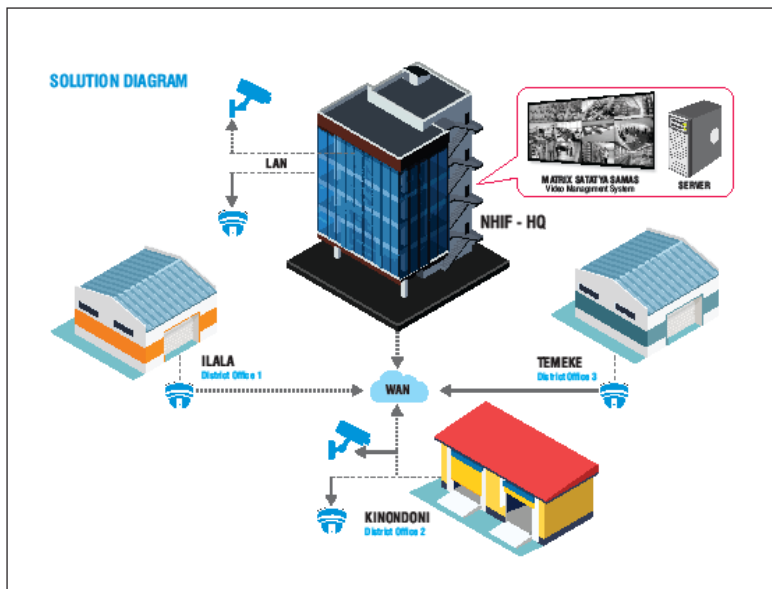 SOLUTION DIAGRAM
LAN
MATRIX SATATYA SAMAS
Video Management System
SERVER
NHIF - HQ
ILALA
District Office 1
TEMEKE
District Office 3
WAN
KINONDONI
District Office 2